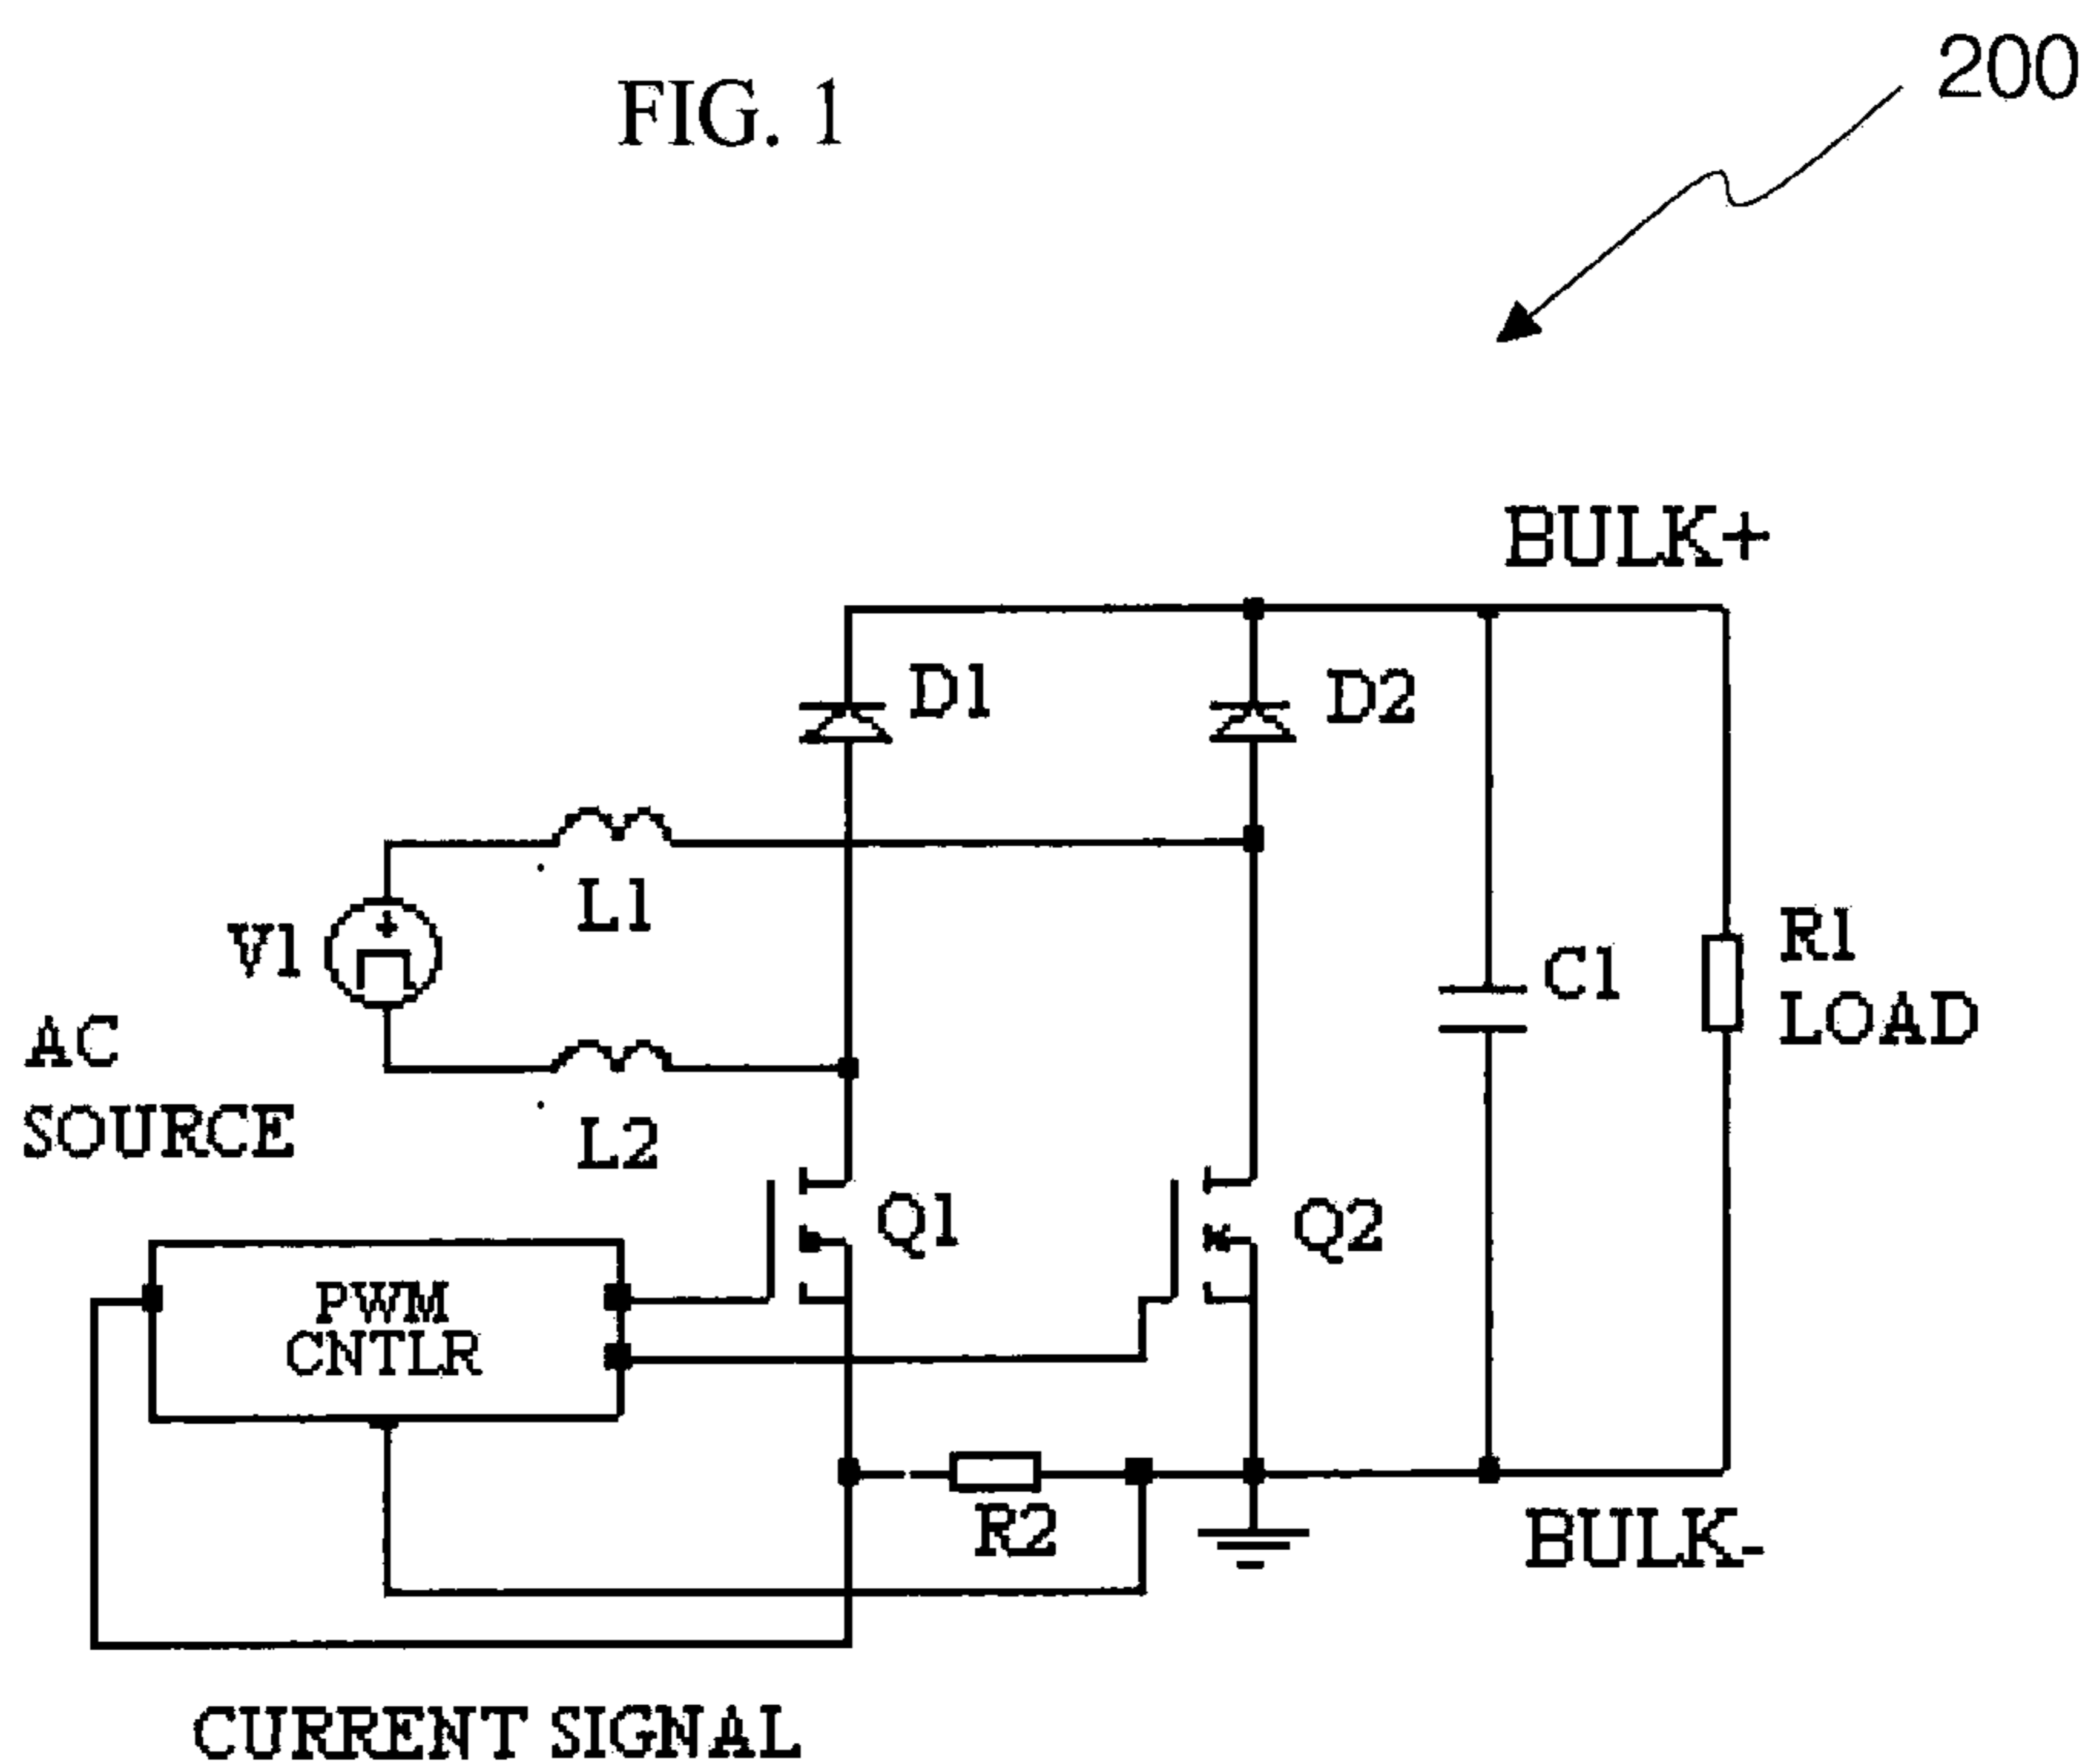 FIG. 1
200
BULK+
D1
D2
L1
V1
R1
LOAD
C1
AC
SOURCE
L2
Q1
Q2
PWM
CNTLR
R2
BULK-
CURRENT SIGNAL